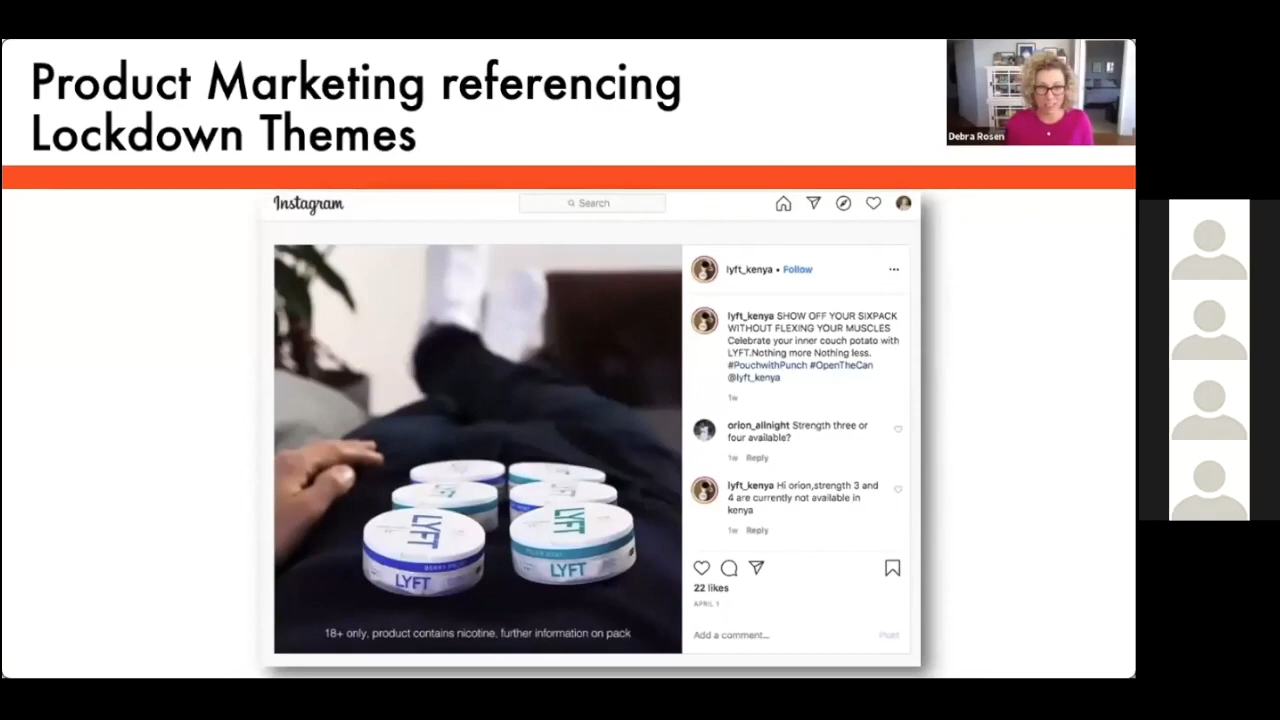 Product Marketing referencing
Lockdown Themes
Debra Rosen
Instagram
Search
lyft_kenya • Follow
lyft_kenya SHOW OFF YOUR SIXPACK
WITHOUT FLEXING YOUR MUSCLES
Celebrate your inner couch potato with
LYFT.Nothing more Nothing less.
#PouchwithPunch #OpenTheCan
@lyft_kenya
1w
orion_allnight Strength three or
four available?
1w Reply
lyft_kenya Hi orion,strength 3 and
4 are currently not available in
kenya
1w Reply
22 likes
APRIL 1
Add a comment...
Post
LYFT
LYFT
LYFT
LYFT
LYFT
LYFT
18+ only, product contains nicotine, further information on pack